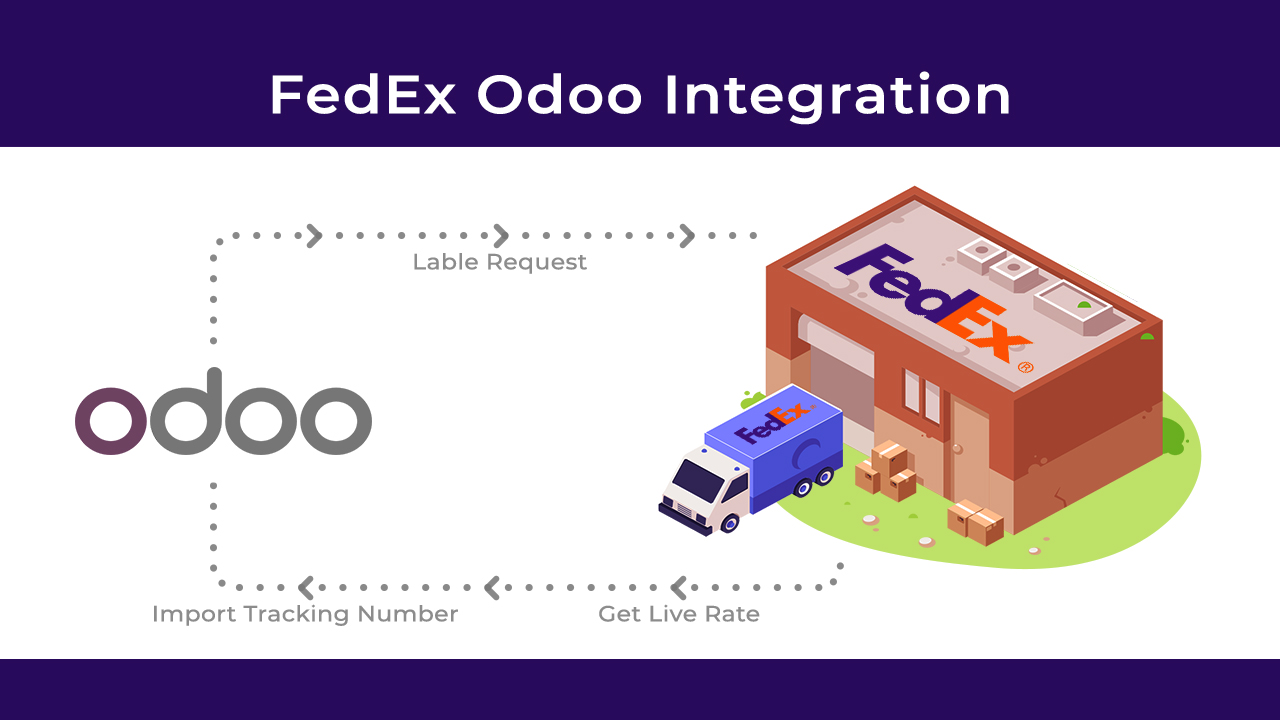 FedEx Odoo Integration
Lable Request
FedEx®
odoo
FedEx
Import Tracking Number
Get Live Rate